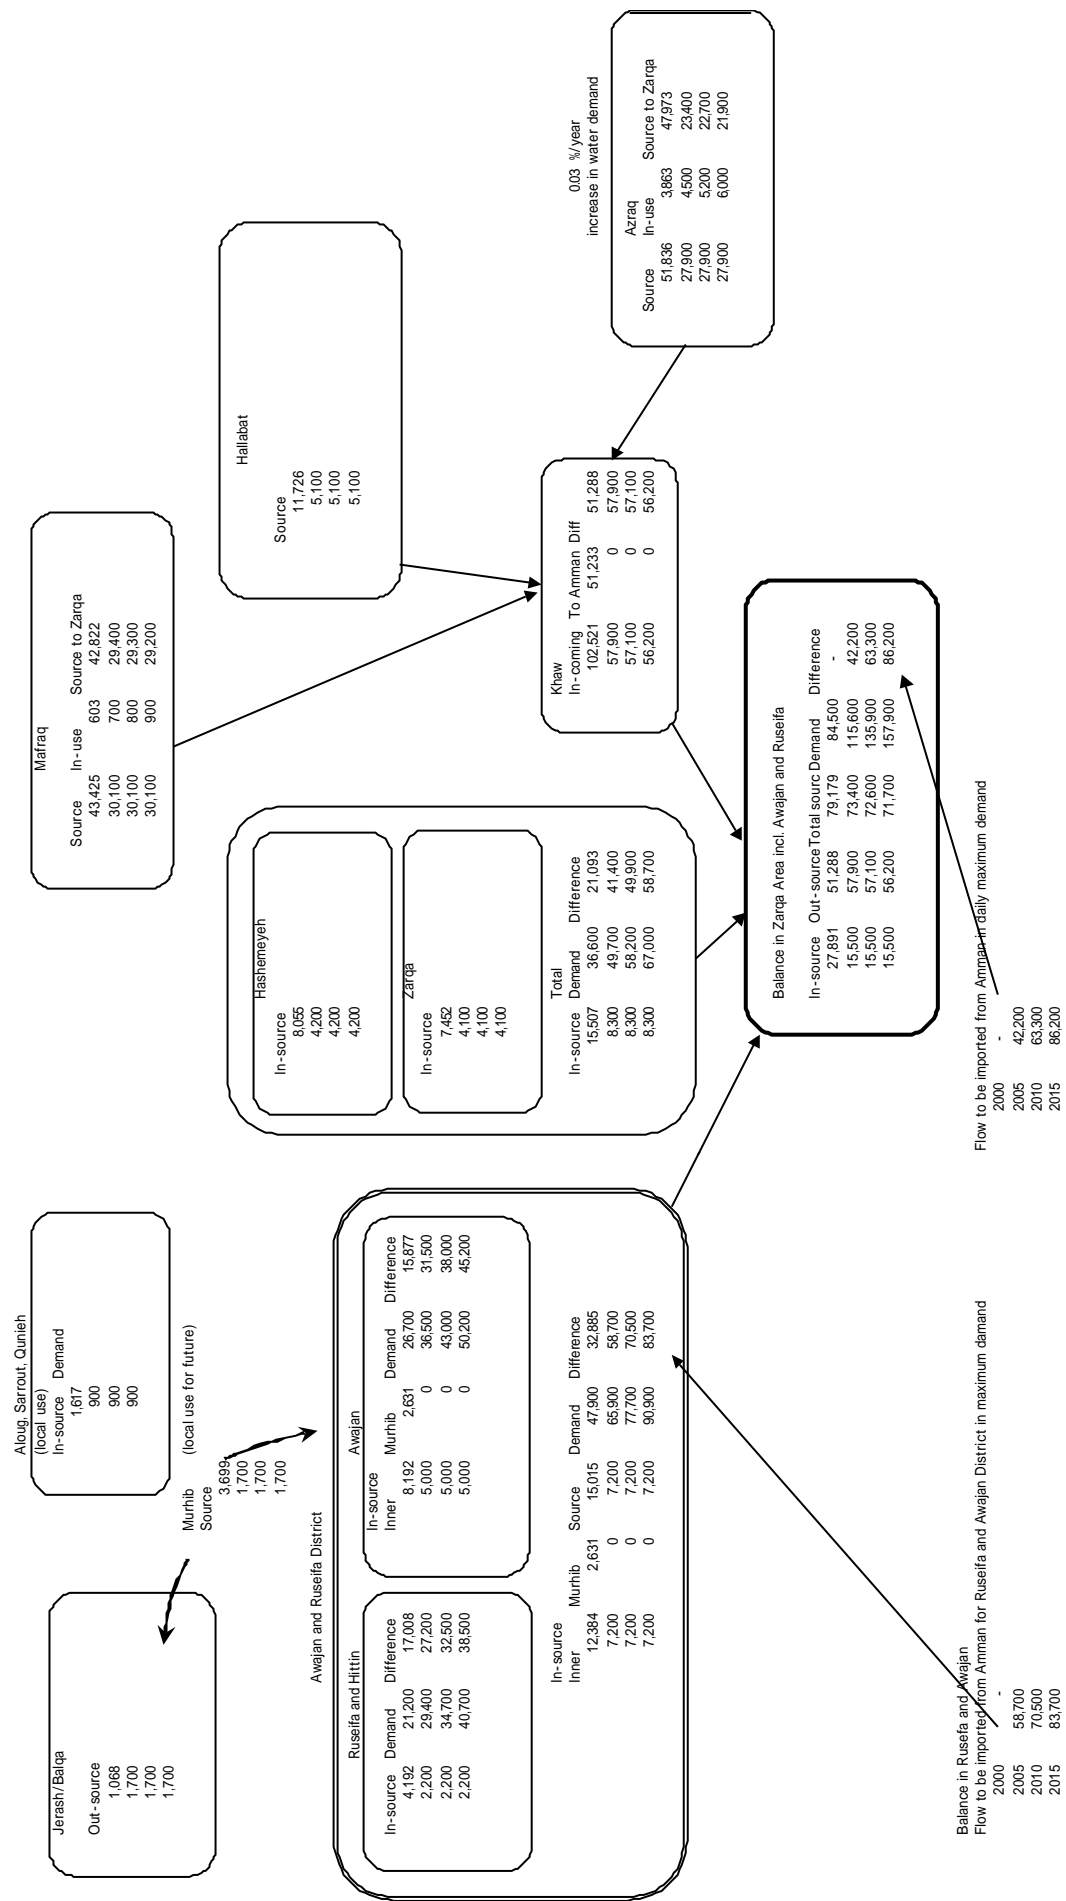 Jerash/Balqa
Out-source
1,068
1,700
1,700
1,700
Aloug, Sarrout, Qunieh
(local use)
In-source Demand
1,617
900
900
900
Murhib (local use for future)
Source
3,699
1,700
1,700
1,700
Mafraq
Source In-use Source to Zarqa
43,425 603 42,822
30,100 700 29,400
30,100 800 29,300
30,100 900 29,200
Hallabat
Source
11,726
5,100
5,100
5,100
Awajan and Ruseifa District
Ruseifa and Hittin
In-source Demand Difference
4,192 21,200 17,008
2,200 29,400 27,200
2,200 34,700 32,500
2,200 40,700 38,500
Awajan
In-source
Inner Murhib Demand Difference
8,192 2,631 26,700 15,877
5,000 0 36,500 31,500
5,000 0 43,000 38,000
5,000 0 50,200 45,200
In-source
Inner Murhib Source Demand Difference
12,384 2,631 15,015 47,900 32,885
7,200 0 7,200 65,900 58,700
7,200 0 7,200 77,700 70,500
7,200 0 7,200 90,900 83,700
Hashemeyeh
In-source
8,055
4,200
4,200
4,200
Zarqa
In-source
7,452
4,100
4,100
4,100
Total
In-source Demand Difference
15,507 36,600 21,093
8,300 49,700 41,400
8,300 58,200 49,900
8,300 67,000 58,700
Khaw
In-coming To Amman Diff
102,521 51,233 51,288
57,900 0 57,900
57,100 0 57,100
56,200 0 56,200
0.03 %/year
increase in water demand
Azraq
Source In-use Source to Zarqa
51,836 3,863 47,973
27,900 4,500 23,400
27,900 5,200 22,700
27,900 6,000 21,900
Balance in Zarqa Area incl. Awajan and Ruseifa
In-source Out-source Total sourc Demand Difference
27,891 51,288 79,179 84,500 -
15,500 57,900 73,400 115,600 42,200
15,500 57,100 72,600 135,900 63,300
15,500 56,200 71,700 157,900 86,200
Balance in Rusefa and Awajan
Flow to be imported from Amman for Ruseifa and Awajan District in maximum damand
2000 -
2005 58,700
2010 70,500
2015 83,700
Flow to be imported from Amman in daily maximum demand
2000 -
2005 42,200
2010 63,300
2015 86,200